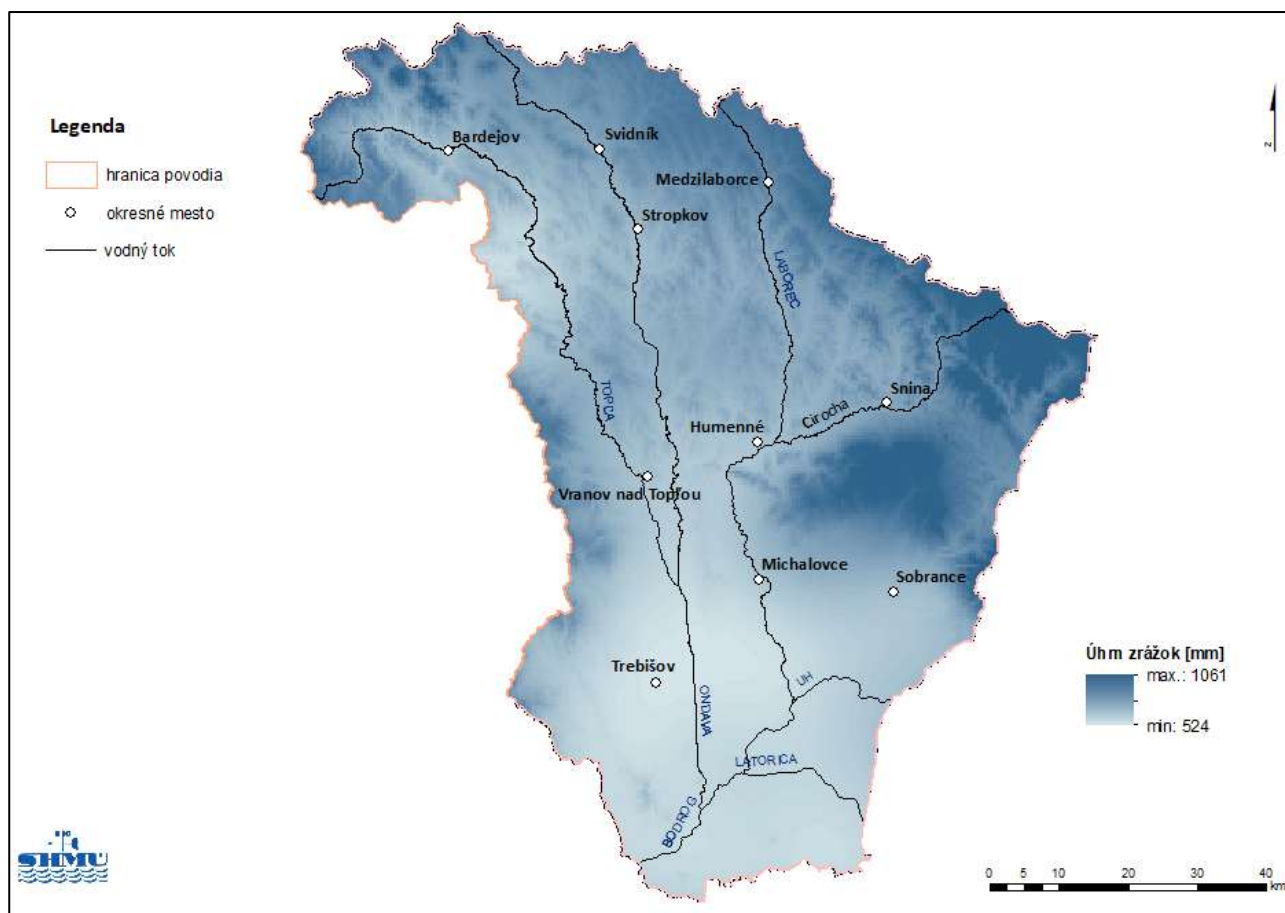 Legenda
hranica povodia
okresné mesto
vodný tok
Bardejov
Svidník
Medzilaborce
Stropkov
LABOREC
TOPĽA
Snina
Cirocha
Humenné
Vranov nad Topľou
Michalovce
Sobrance
Trebišov
ONDAVA
UH
LATORICA
BODROG
Úhrn zrážok [mm]
max.: 1061
min: 524
z
SHMÚ
0 5 10 20 30 40
km